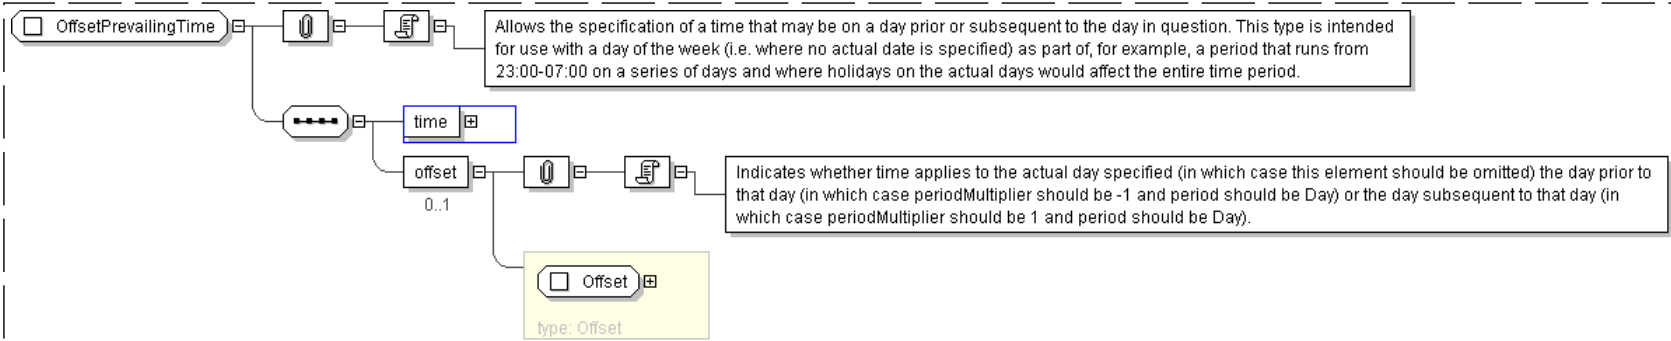 OffsetPrevailingTime
Allows the specification of a time that may be on a day prior or subsequent to the day in question. This type is intended
for use with a day of the week (i.e. where no actual date is specified) as part of, for example, a period that runs from
23:00-07:00 on a series of days and where holidays on the actual days would affect the entire time period.
time
offset
0..1
Indicates whether time applies to the actual day specified (in which case this element should be omitted) the day prior to
that day (in which case periodMultiplier should be -1 and period should be Day) or the day subsequent to that day (in
which case periodMultiplier should be 1 and period should be Day).
Offset
type: Offset